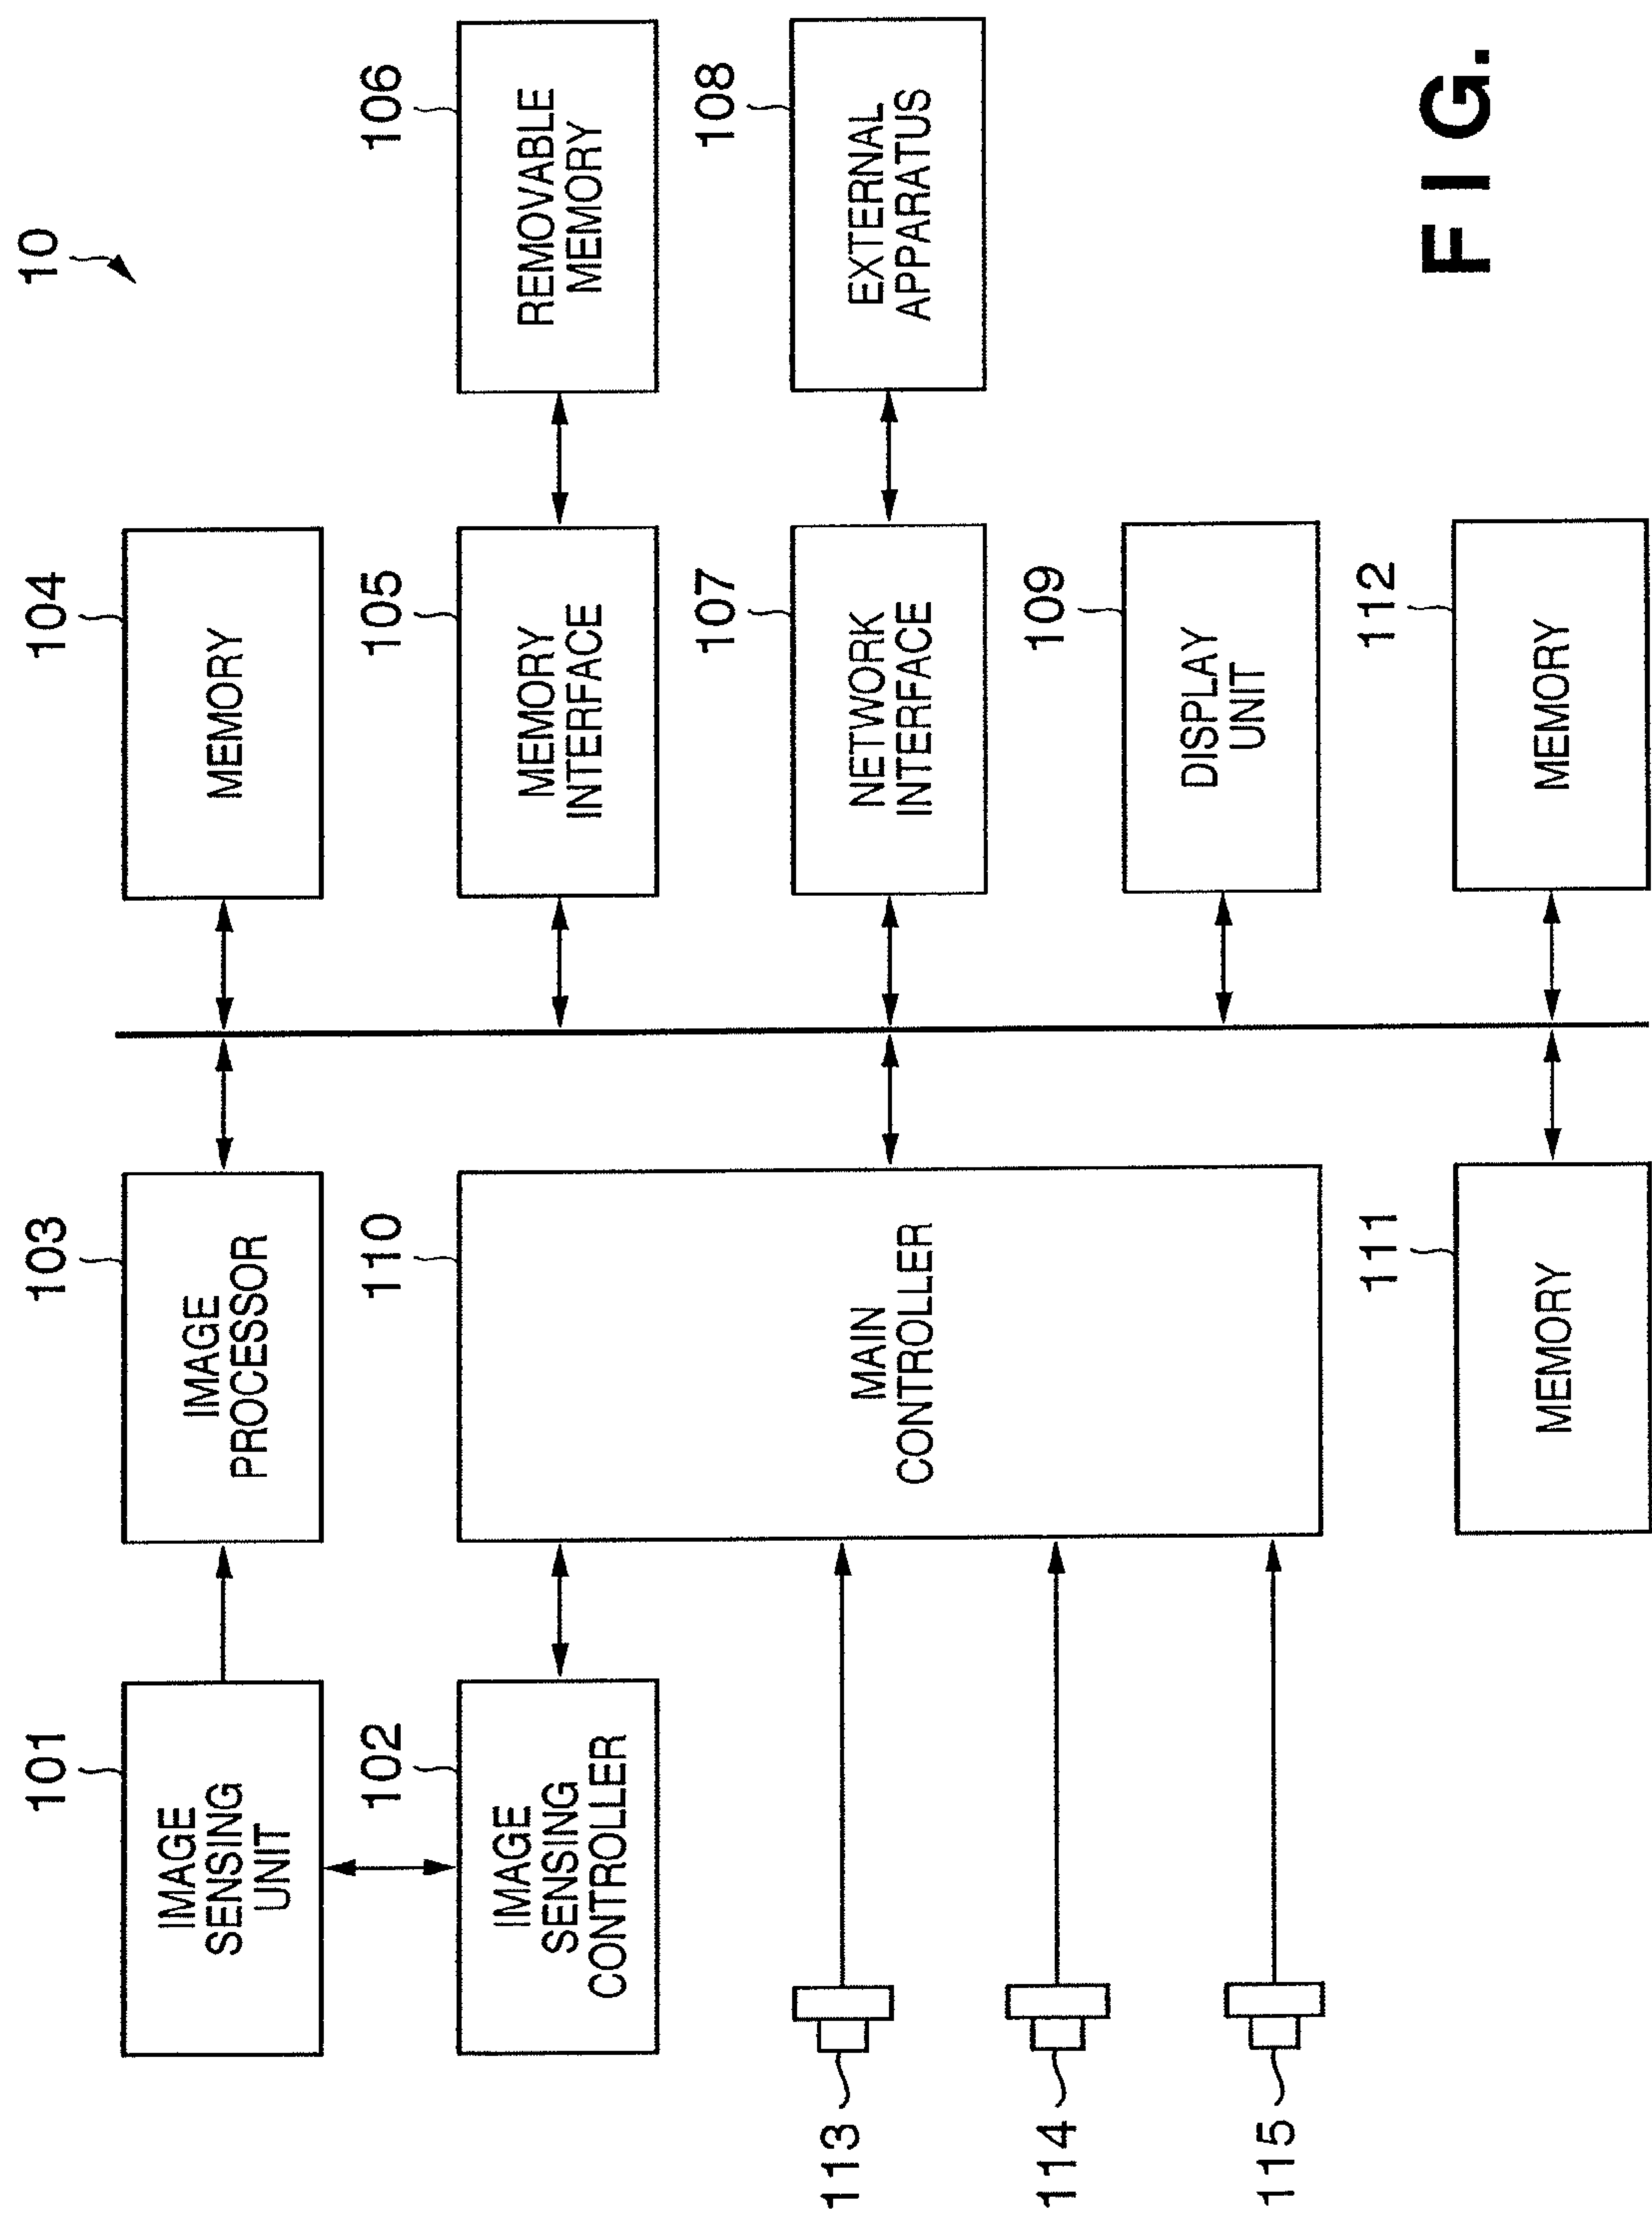 10
101
IMAGE
SENSING
UNIT
103
IMAGE
PROCESSOR
104
MEMORY
102
IMAGE
SENSING
CONTROLLER
110
MAIN
CONTROLLER
105
MEMORY
INTERFACE
106
REMOVABLE
MEMORY
107
NETWORK
INTERFACE
108
EXTERNAL
APPARATUS
113
114
115
109
DISPLAY
UNIT
111
MEMORY
112
MEMORY
FIG.